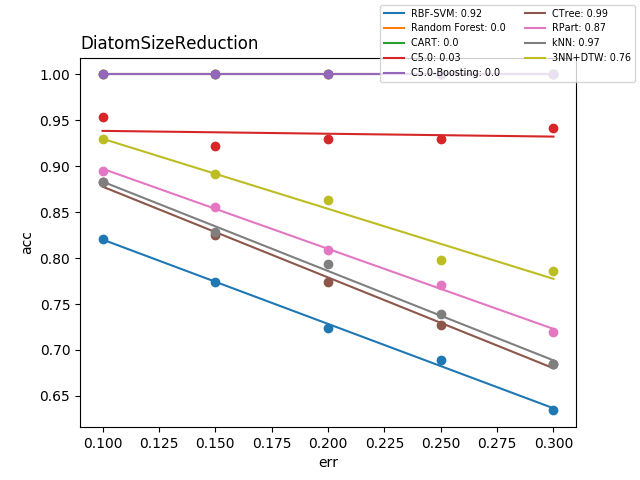 DiatomSizeReduction
RBF-SVM: 0.92
Random Forest: 0.0
CART: 0.0
C5.0: 0.03
C5.0-Boosting: 0.0
CTree: 0.99
RPart: 0.87
kNN: 0.97
3NN+DTW: 0.76
acc
1.00
0.95
0.90
0.85
0.80
0.75
0.70
0.65
0.100 0.125 0.150 0.175 0.200 0.225 0.250 0.275 0.300
err